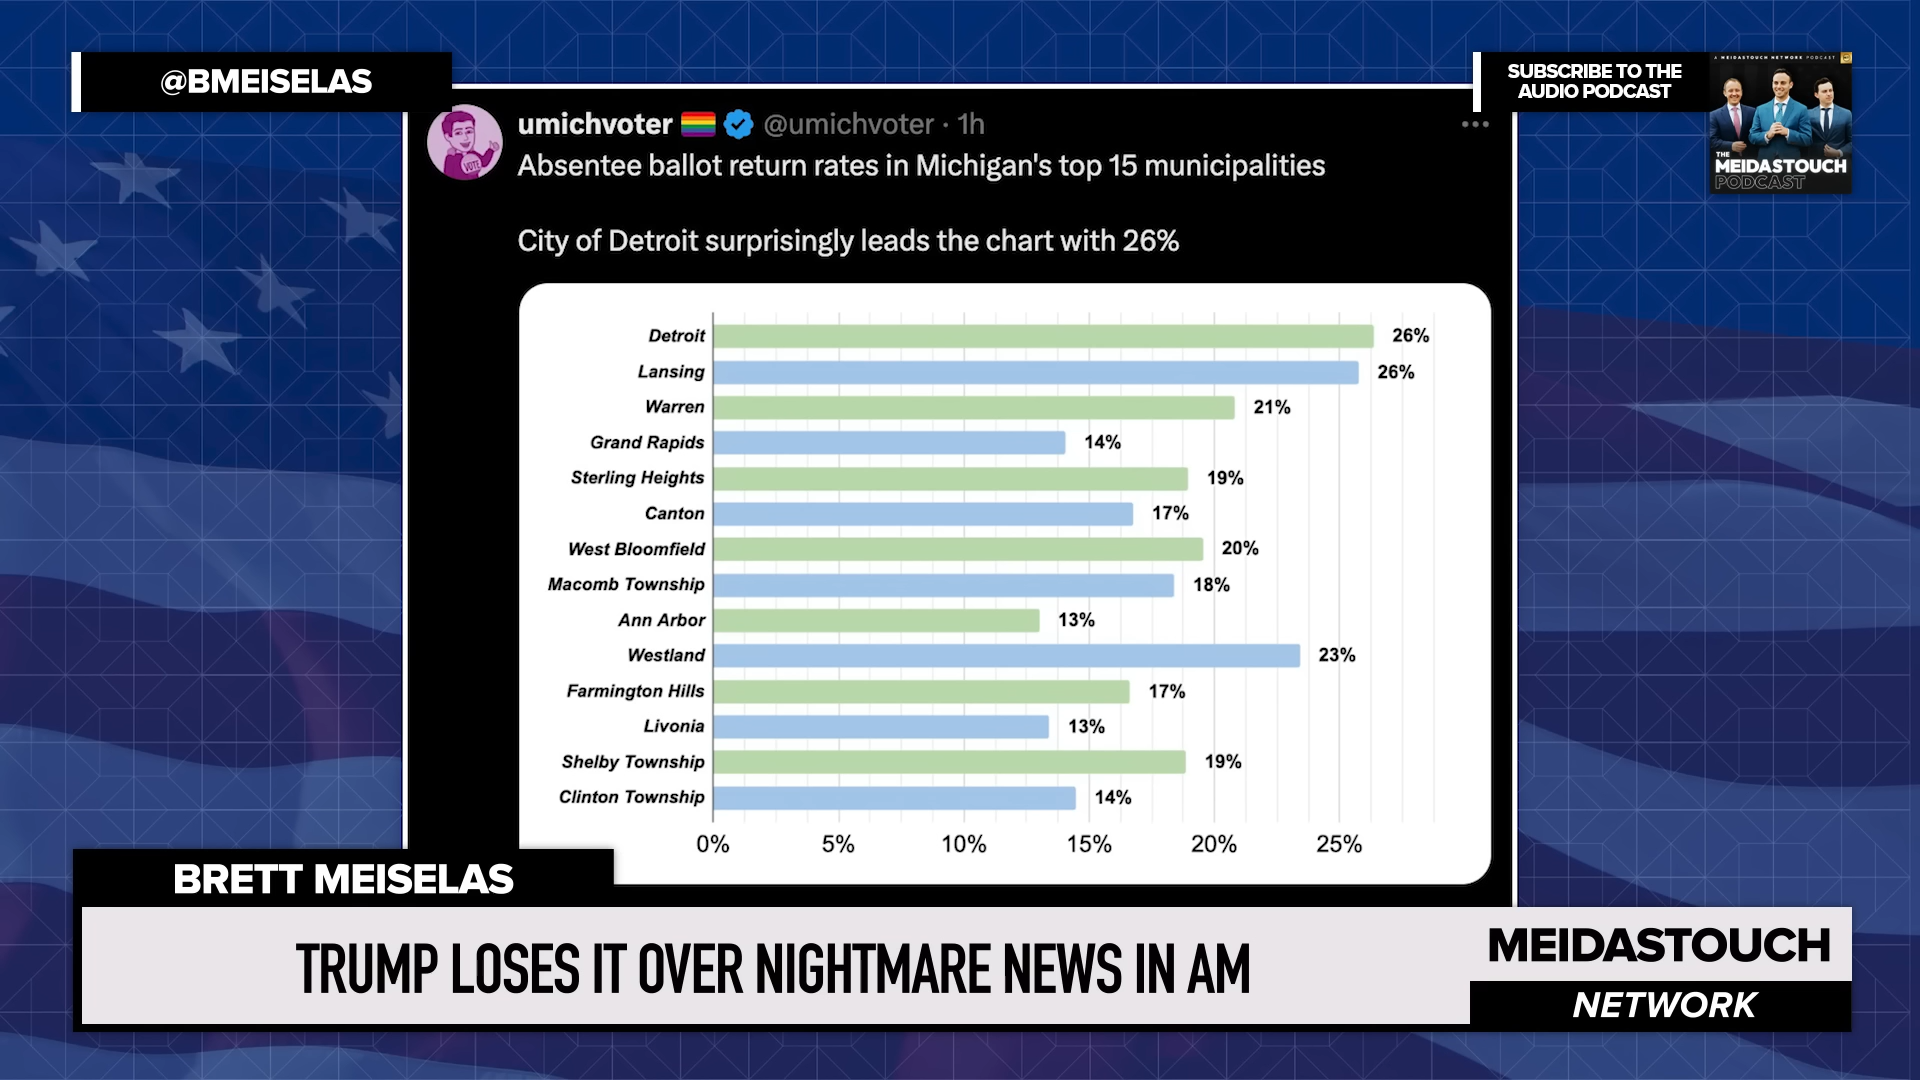 @BMEISELAS
SUBSCRIBE TO THE
AUDIO PODCAST
A MEIDASTOUCH NETWORK PODCAST
THE
MEIDASTOUCH
PODCAST
umichvoter @umichvoter · 1h
VOTE
Absentee ballot return rates in Michigan's top 15 municipalities
City of Detroit surprisingly leads the chart with 26%
Detroit 26%
Lansing 26%
Warren 21%
Grand Rapids 14%
Sterling Heights 19%
Canton 17%
West Bloomfield 20%
Macomb Township 18%
Ann Arbor 13%
Westland 23%
Farmington Hills 17%
Livonia 13%
Shelby Township 19%
Clinton Township 14%
0% 5% 10% 15% 20% 25%
BRETT MEISELAS
TRUMP LOSES IT OVER NIGHTMARE NEWS IN AM
MEIDASTOUCH
NETWORK